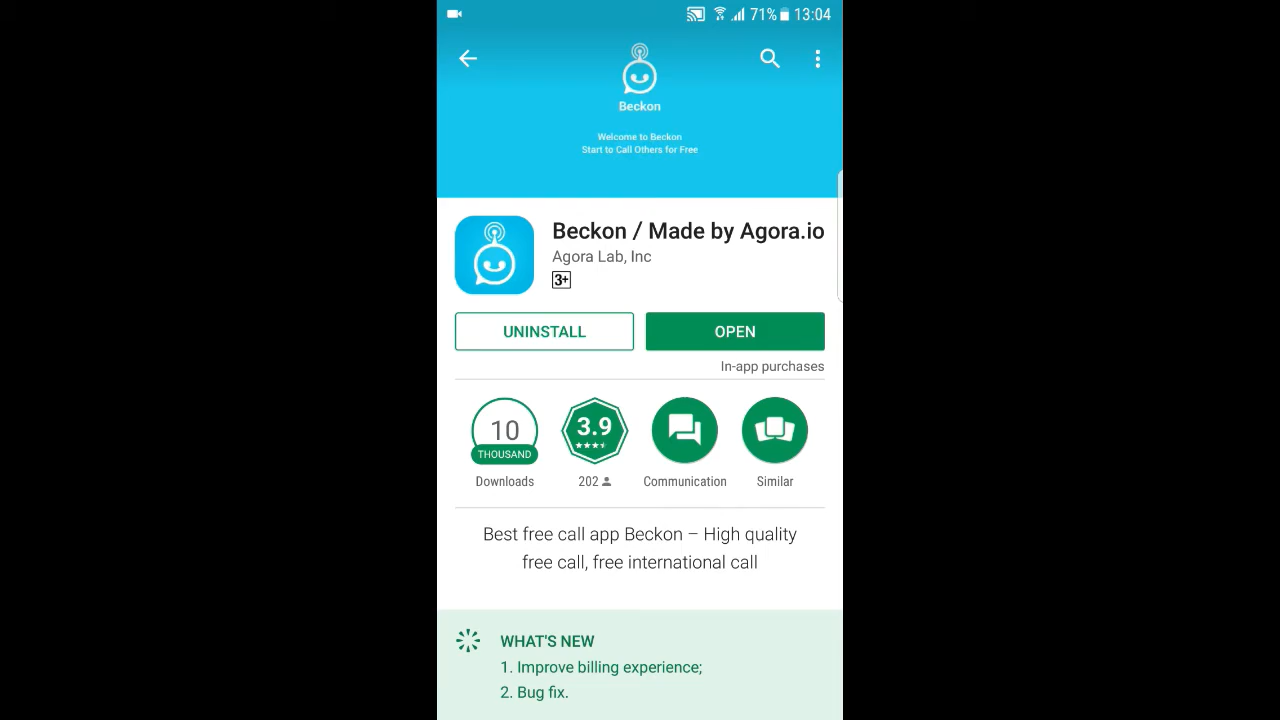 71% 13:04
Beckon
Welcome to Beckon
Start to Call Others for Free
Beckon / Made by Agora.io
Agora Lab, Inc
3+
UNINSTALL
OPEN
In-app purchases
10
THOUSAND
Downloads
3.9
202
Communication
Similar
Best free call app Beckon – High quality
free call, free international call
WHAT'S NEW
1. Improve billing experience;
2. Bug fix.